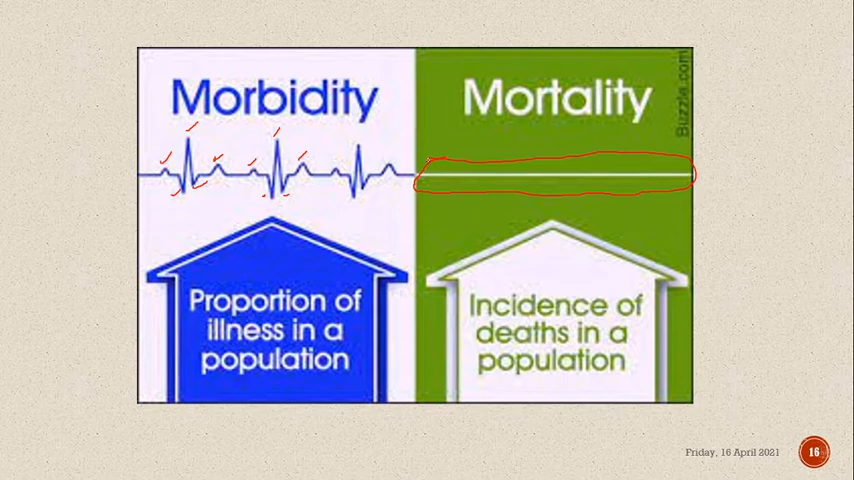 Morbidity
Mortality
Buzzle.com
Proportion of
illness in a
population
Incidence of
deaths in a
population
Friday, 16 April 2021
16